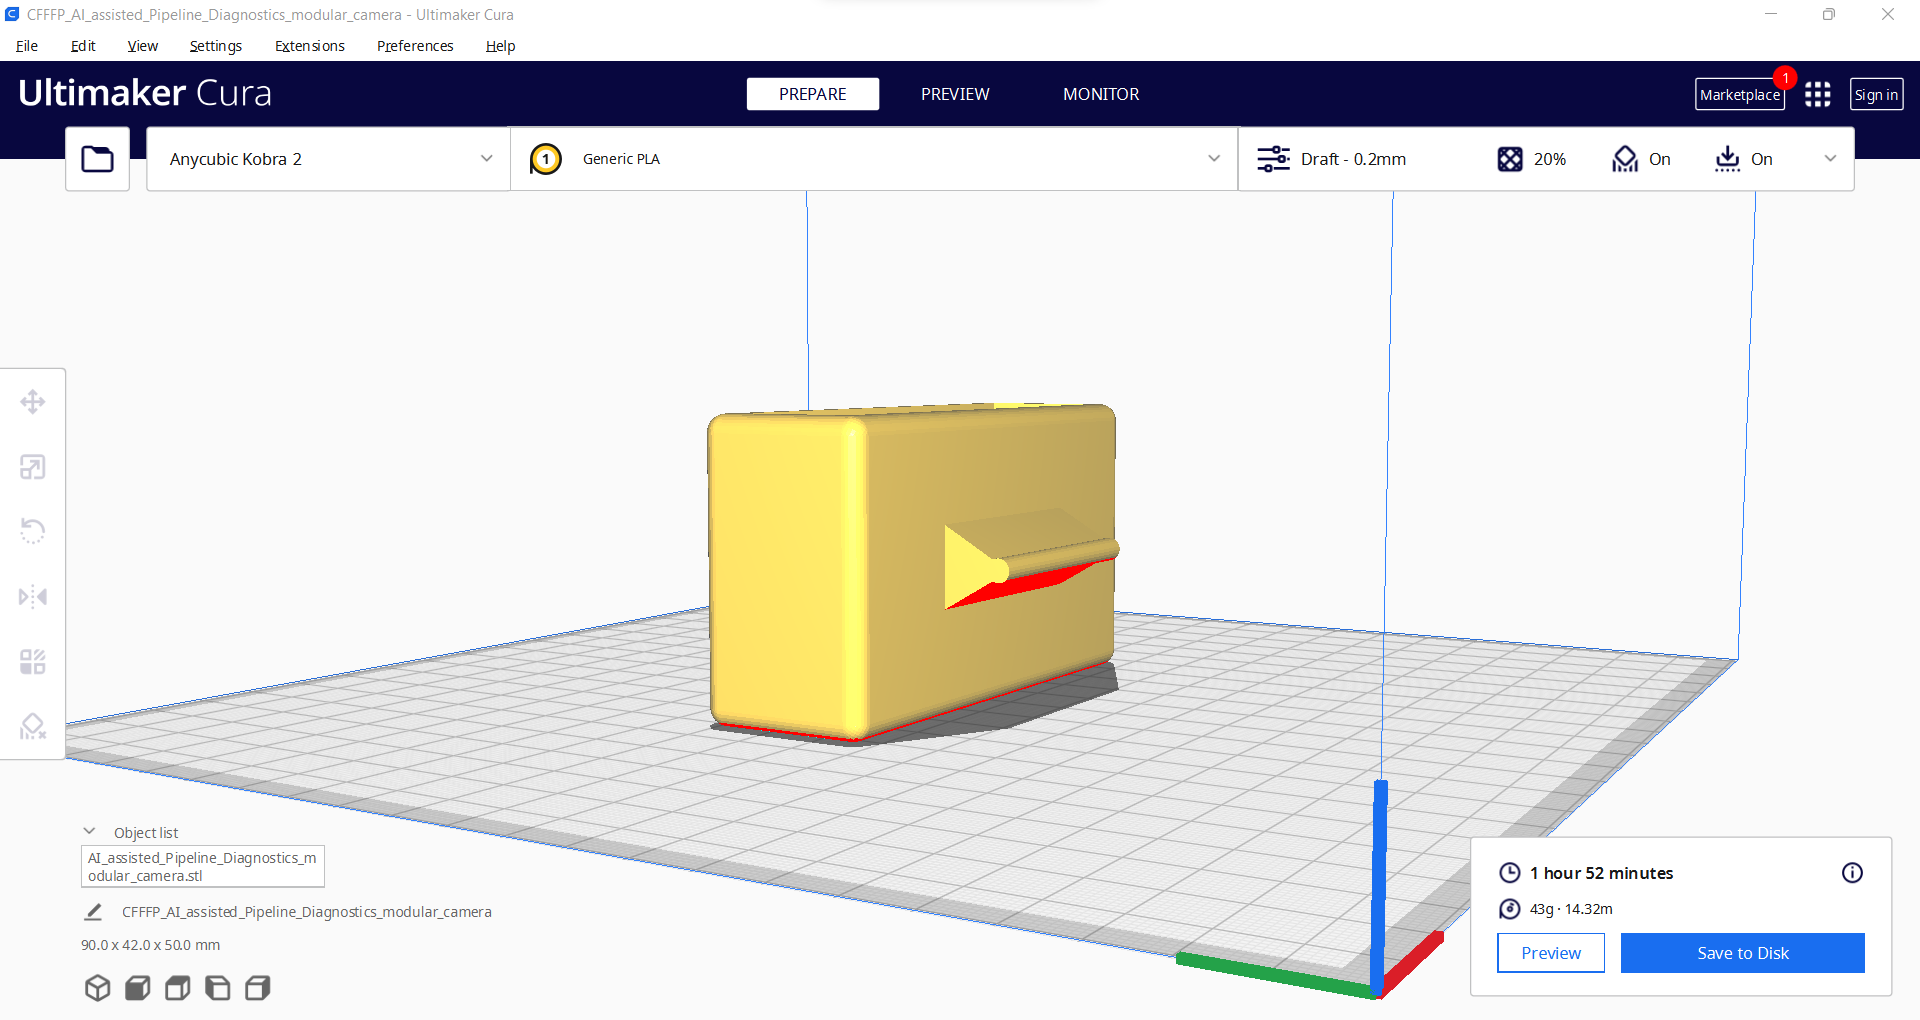 CFFFP_AI_assisted_Pipeline_Diagnostics_modular_camera - Ultimaker Cura
File Edit View Settings Extensions Preferences Help
Ultimaker Cura
PREPARE PREVIEW MONITOR
Marketplace 1 Sign in
Anycubic Kobra 2
1 Generic PLA
Draft - 0.2mm 20% On On
Object list
AI_assisted_Pipeline_Diagnostics_m
odular_camera.stl
CFFFP_AI_assisted_Pipeline_Diagnostics_modular_camera
90.0 x 42.0 x 50.0 mm
1 hour 52 minutes
43g · 14.32m
Preview Save to Disk